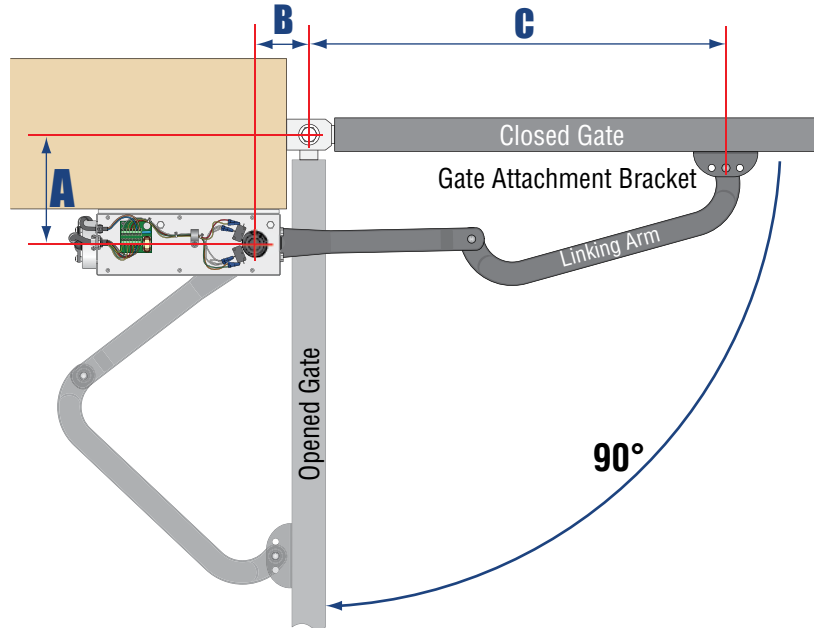 B
C
A
Closed Gate
Gate Attachment Bracket
Linking Arm
Opened Gate
90°